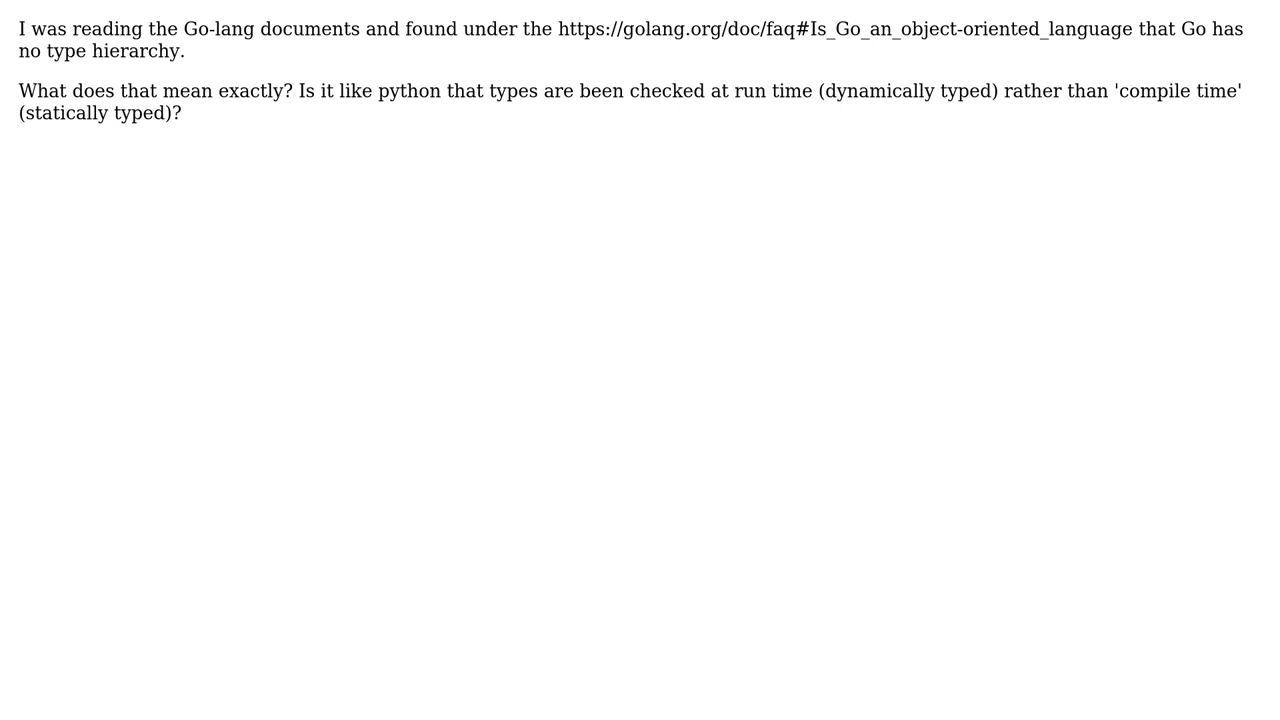 I was reading the Go-lang documents and found under the https://golang.org/doc/faq#Is_Go_an_object-oriented_language that Go has
no type hierarchy.
What does that mean exactly? Is it like python that types are been checked at run time (dynamically typed) rather than 'compile time'
(statically typed)?